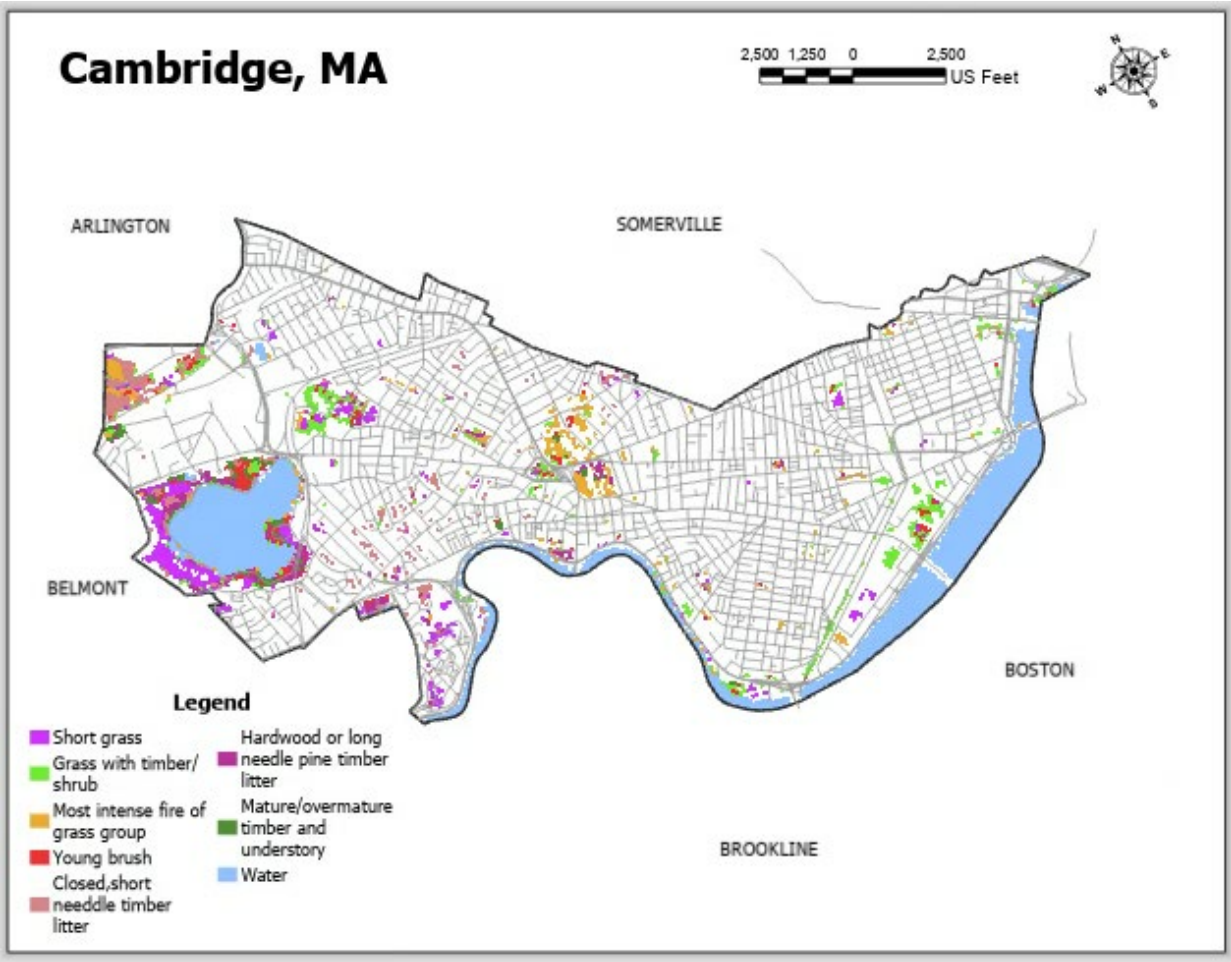 Cambridge, MA
2,500 1,250 0 2,500
US Feet
N
E
W
S
ARLINGTON
SOMERVILLE
BELMONT
BOSTON
BROOKLINE
Legend
Short grass
Grass with timber/
shrub
Most intense fire of
grass group
Young brush
Closed,short
needdle timber
litter
Hardwood or long
needle pine timber
litter
Mature/overmature
timber and
understory
Water